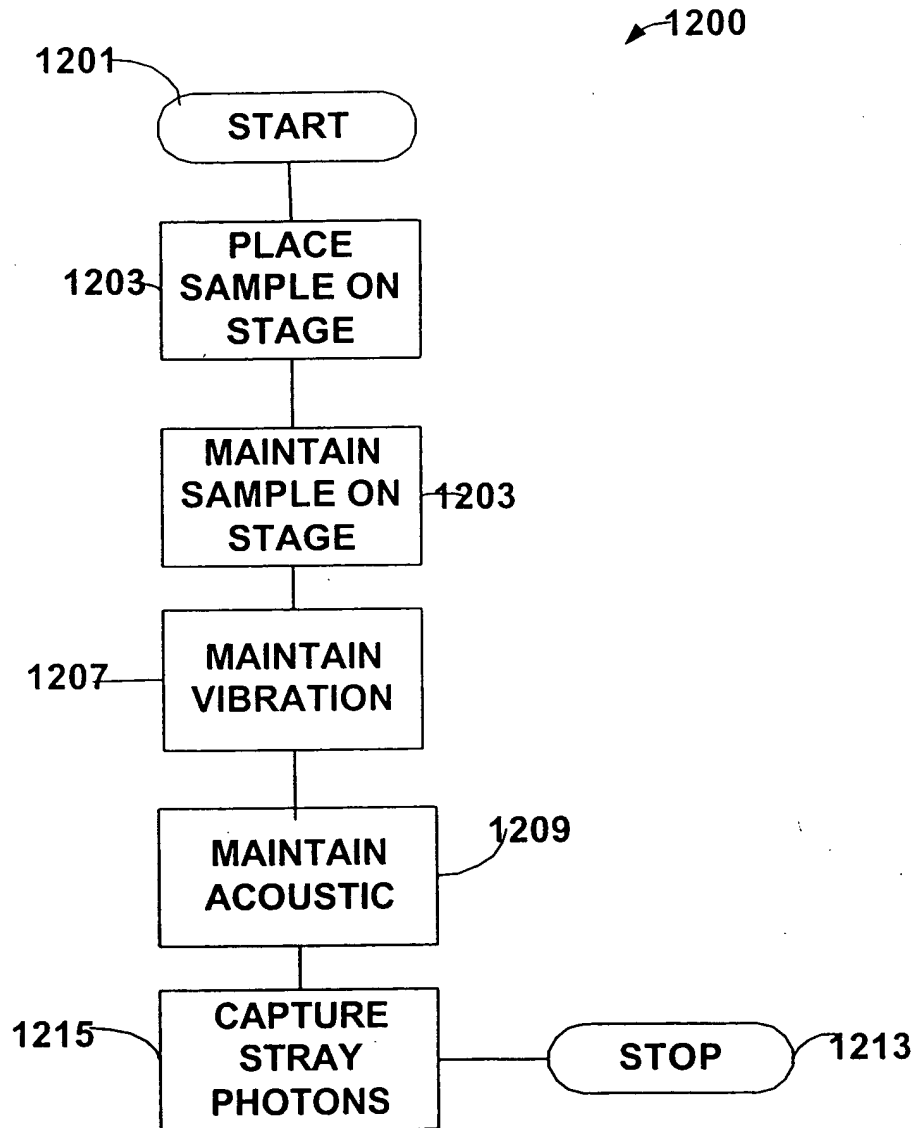 1200
1201
START
PLACE
SAMPLE ON
STAGE
1203
MAINTAIN
SAMPLE ON
STAGE
1203
MAINTAIN
VIBRATION
1207
MAINTAIN
ACOUSTIC
1209
CAPTURE
STRAY
PHOTONS
1215
STOP
1213